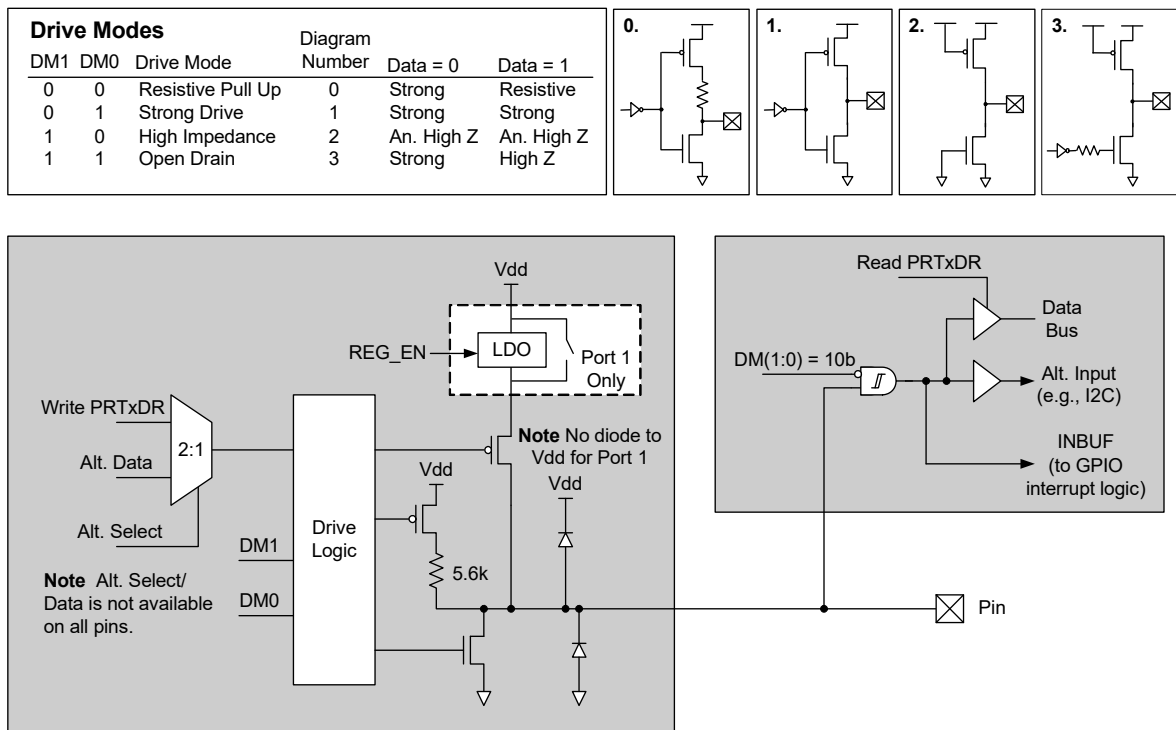 Drive Modes
DM1 DM0 Drive Mode Diagram Number Data = 0 Data = 1
0 0 Resistive Pull Up 0 Strong Resistive
0 1 Strong Drive 1 Strong Strong
1 0 High Impedance 2 An. High Z An. High Z
1 1 Open Drain 3 Strong High Z
0.
1.
2.
3.
Vdd
REG_EN
LDO
Port 1
Only
Write PRTxDR
2:1
Alt. Data
Alt. Select
Note No diode to
Vdd for Port 1
Vdd
Vdd
Drive
Logic
DM1
5.6k
DM0
Note Alt. Select/
Data is not available
on all pins.
Read PRTxDR
Data
Bus
DM(1:0) = 10b
Alt. Input
(e.g., I2C)
INBUF
(to GPIO
interrupt logic)
Pin